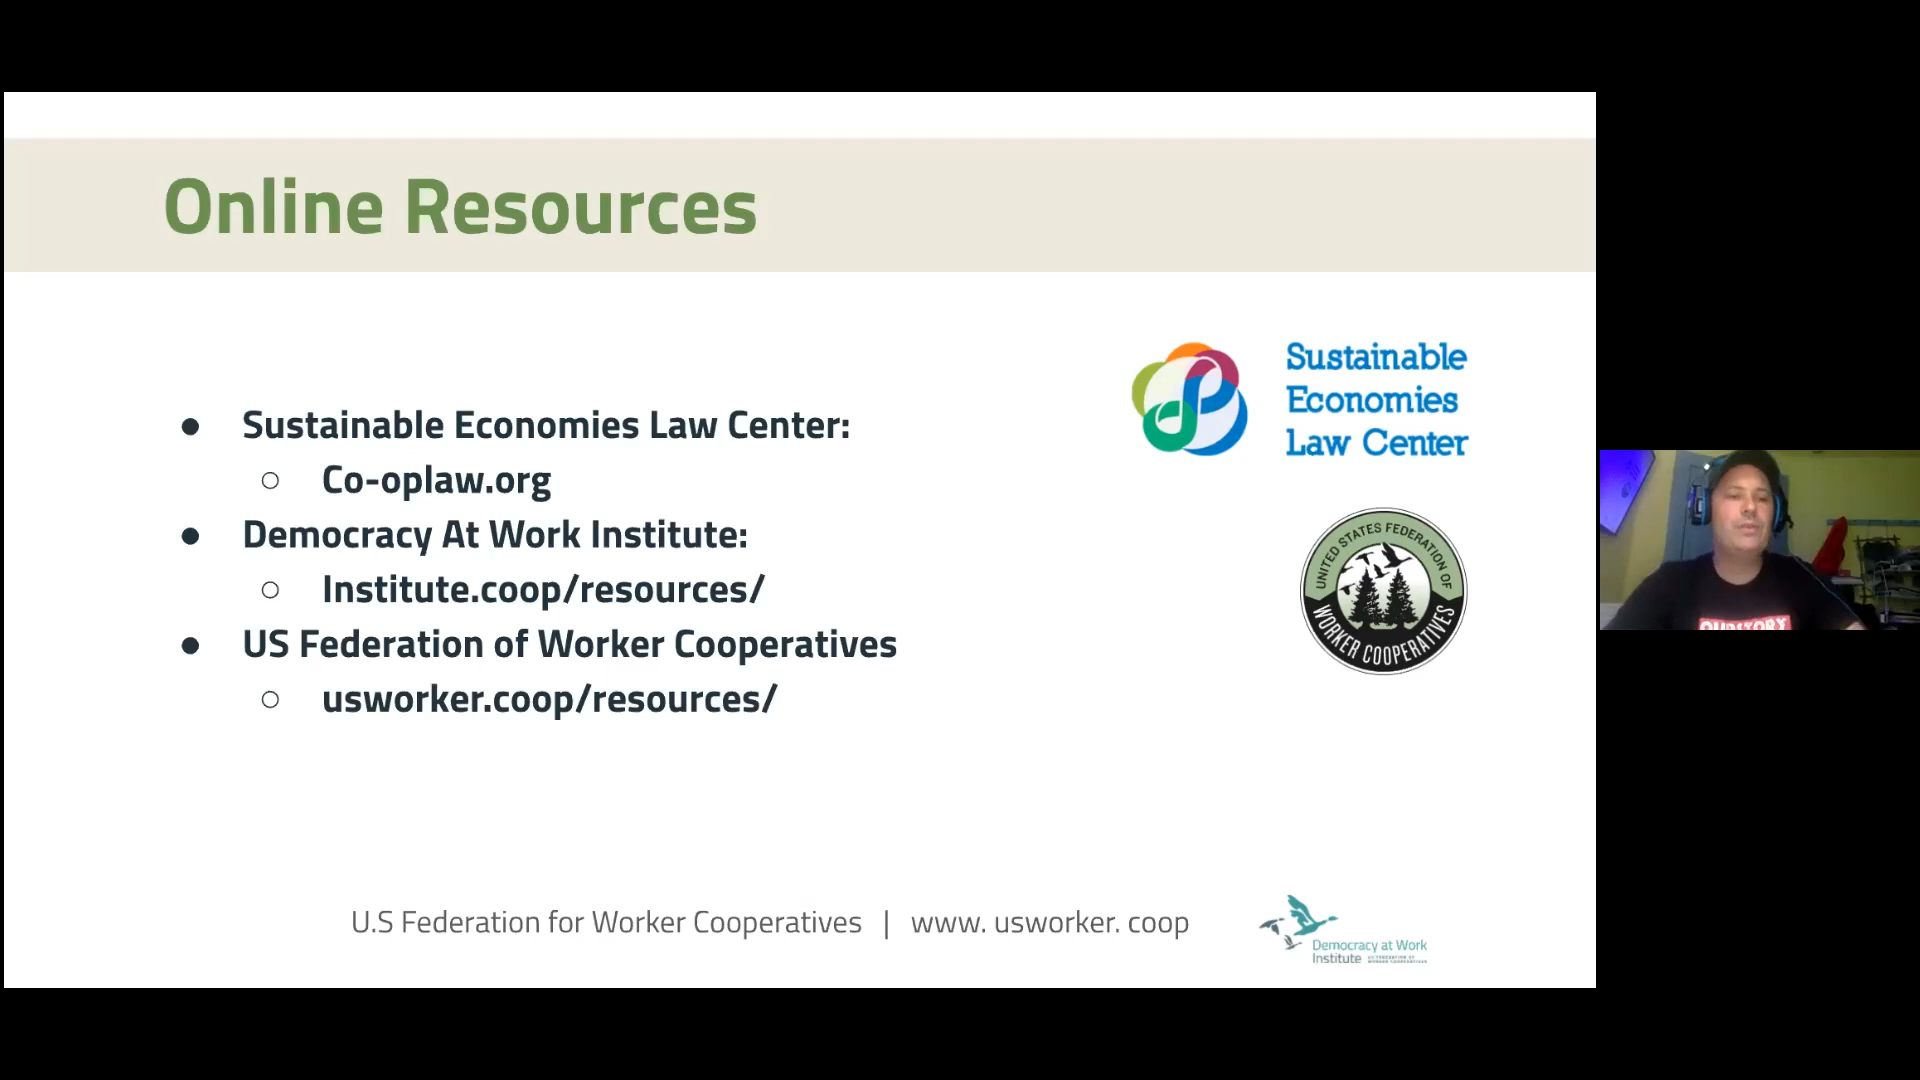 Online Resources
● Sustainable Economies Law Center:
○ Co-oplaw.org
● Democracy At Work Institute:
○ Institute.coop/resources/
● US Federation of Worker Cooperatives
○ usworker.coop/resources/
Sustainable
Economies
Law Center
UNITED STATES FEDERATION OF
WORKER COOPERATIVES
U.S Federation for Worker Cooperatives | www. usworker. coop
Democracy at Work
Institute